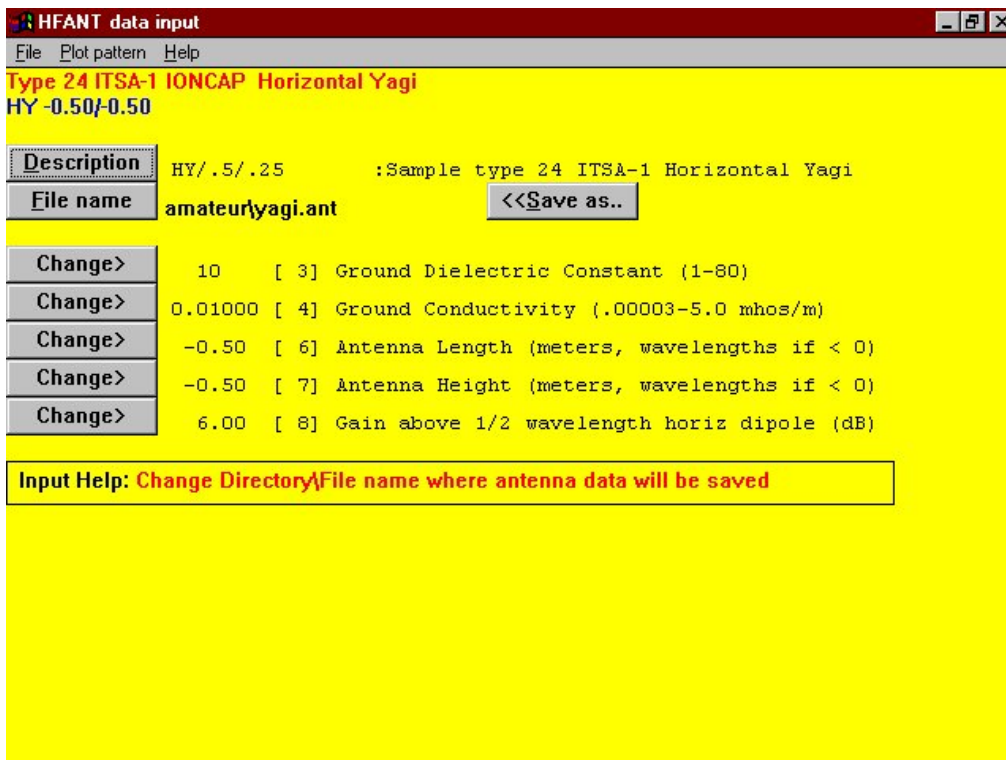 HFANT data input
File Plot pattern Help
Type 24 ITSA-1 IONCAP Horizontal Yagi
HY -0.50/-0.50
Description HY/.5/.25 :Sample type 24 ITSA-1 Horizontal Yagi
File name amateur\yagi.ant <<Save as..
Change> 10 [ 3] Ground Dielectric Constant (1-80)
Change> 0.01000 [ 4] Ground Conductivity (.00003-5.0 mhos/m)
Change> -0.50 [ 6] Antenna Length (meters, wavelengths if < 0)
Change> -0.50 [ 7] Antenna Height (meters, wavelengths if < 0)
Change> 6.00 [ 8] Gain above 1/2 wavelength horiz dipole (dB)
Input Help: Change Directory\File name where antenna data will be saved